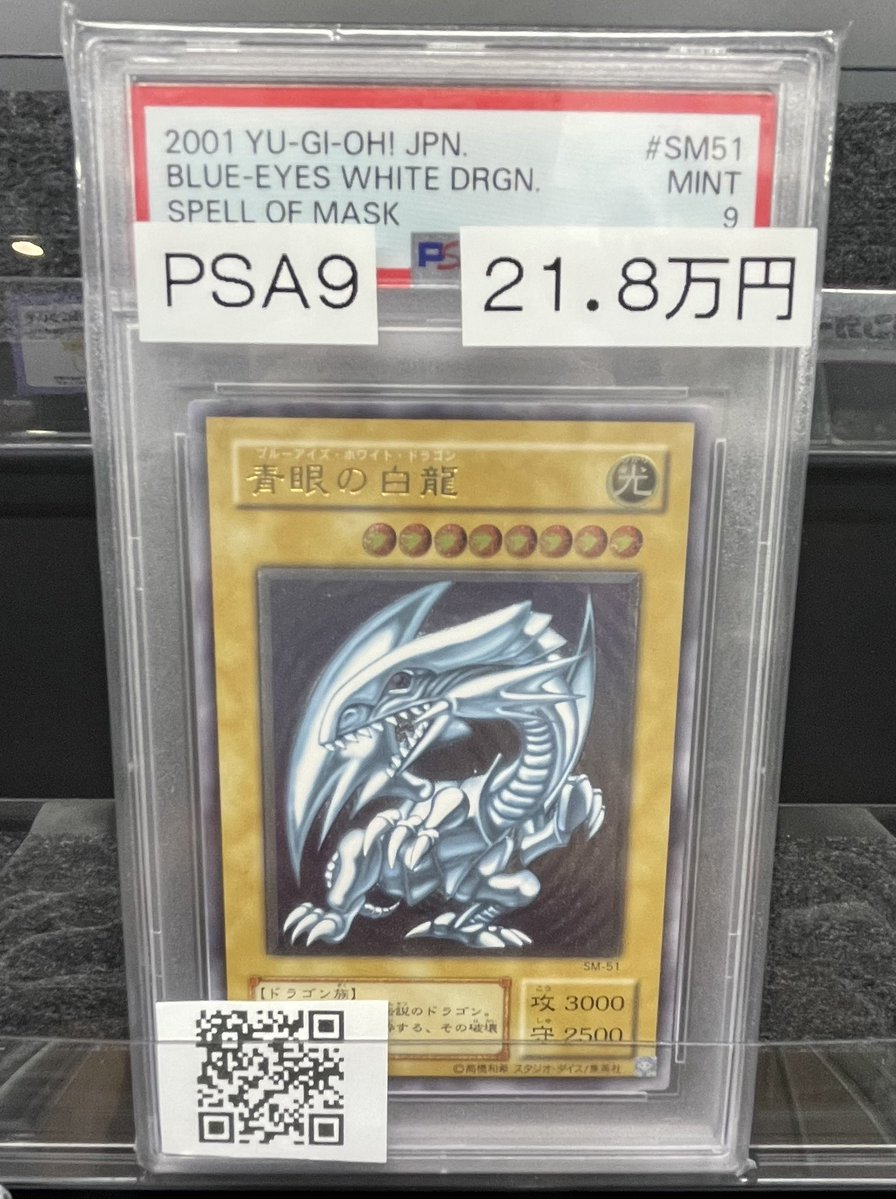 2001 YU-GI-OH! JPN. #SM51
BLUE-EYES WHITE DRGN. MINT
SPELL OF MASK 9
PSA9 21.8万円
ブルーアイズ・ホワイト・ドラゴン
青眼の白龍 光
SM-51
【ドラゴン族】
説のドラゴン。
する、その破壊
こう
攻 3000
しゅ
守 2500
©高橋和希 スタジオ・ダイス/集英社